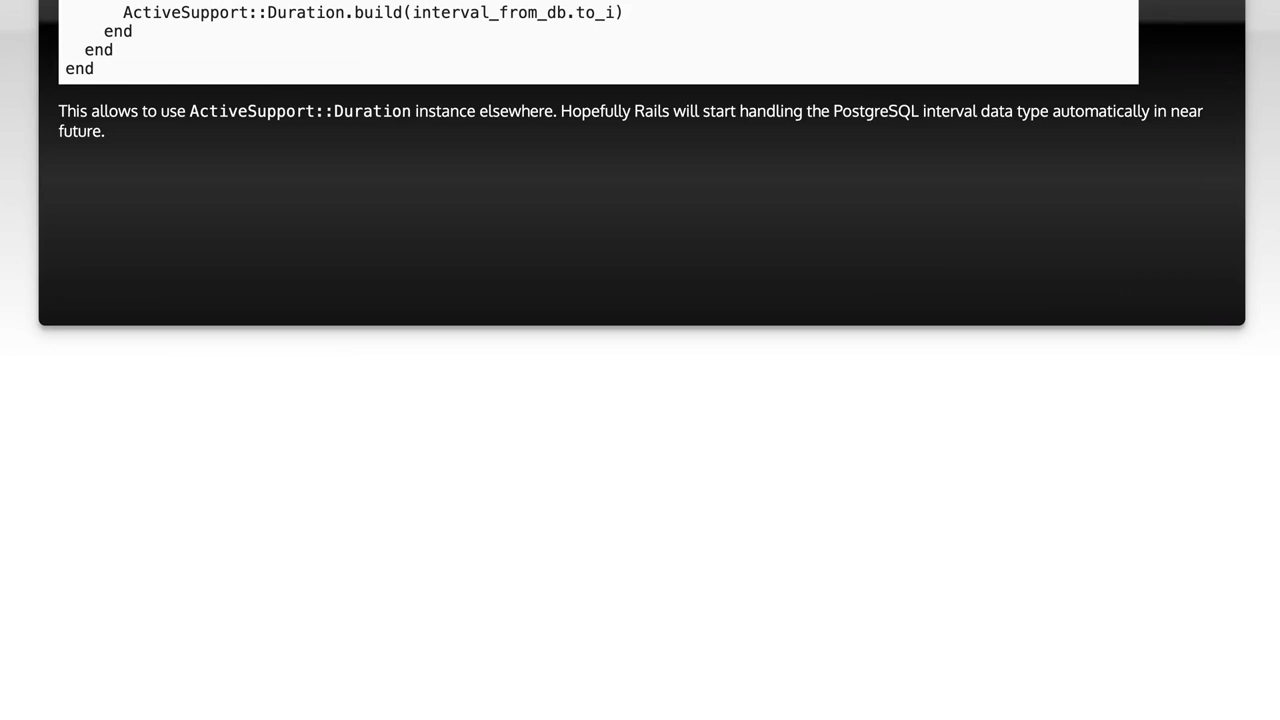 ActiveSupport::Duration.build(interval_from_db.to_i)
end
end
end
This allows to use ActiveSupport::Duration instance elsewhere. Hopefully Rails will start handling the PostgreSQL interval data type automatically in near
future.